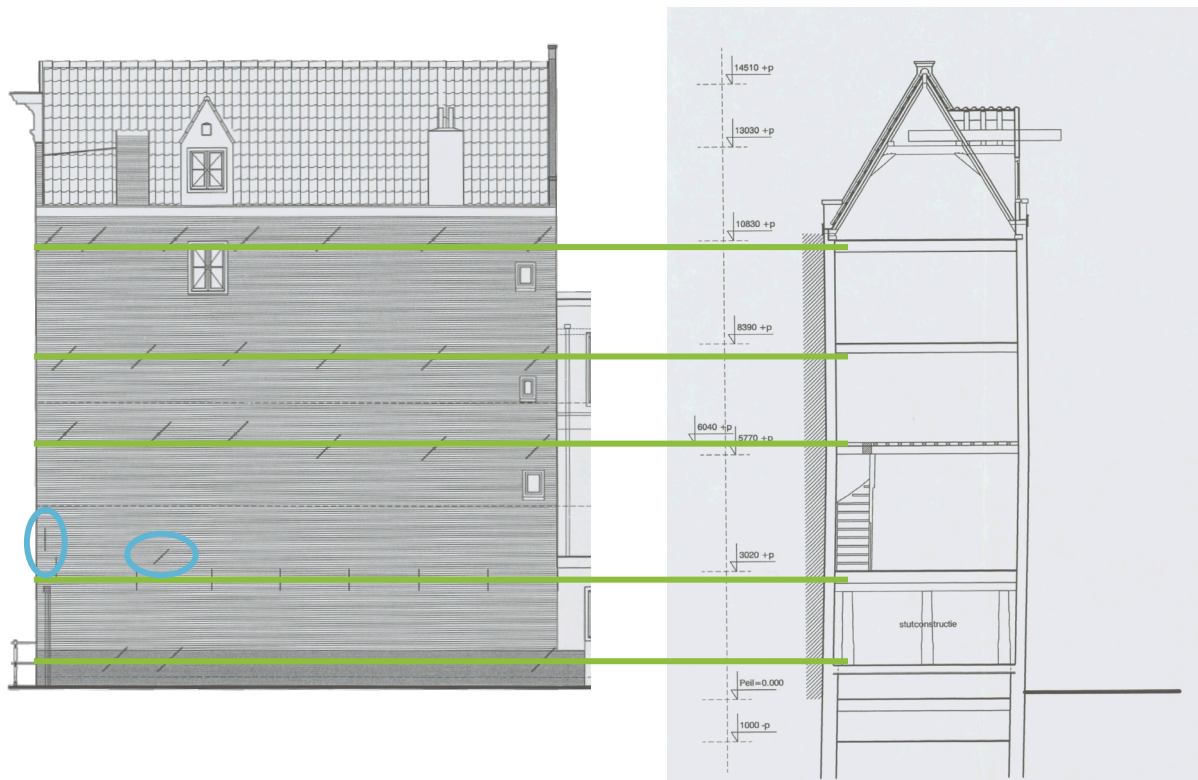 14510 +p
13030 +p
10830 +p
8390 +p
6040 +p
5770 +p
3020 +p
stutconstructie
Peil=0.000
1000 -p